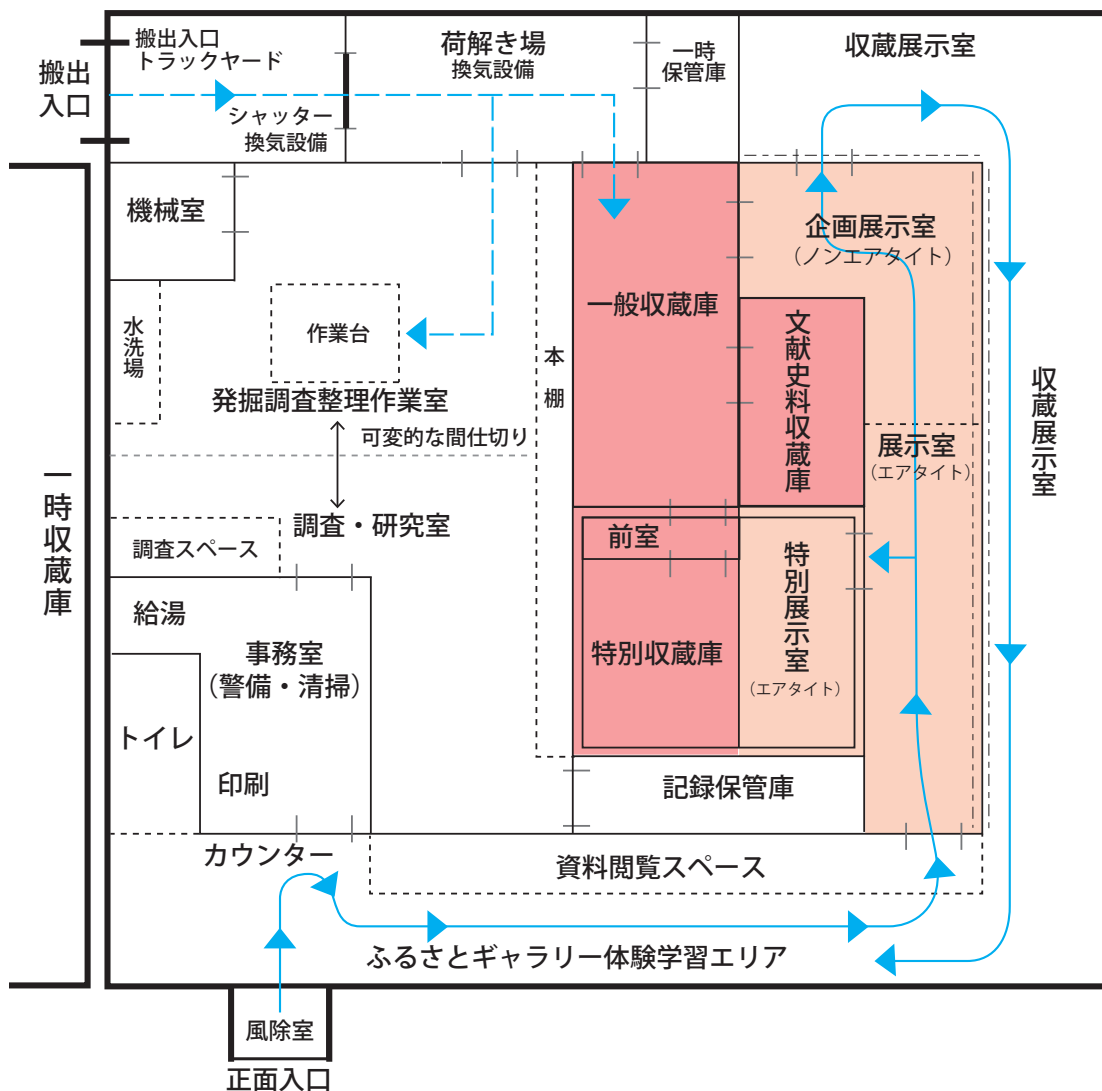 搬出入口
トラックヤード
荷解き場
換気設備
一時
保管庫
収蔵展示室
搬出
入口
シャッター
換気設備
機械室
企画展示室
（ノンエアタイト）
一般収蔵庫
水洗場
作業台
文献史料収蔵庫
本棚
収蔵展示室
発掘調査整理作業室
可変的な間仕切り
展示室
（エアタイト）
一時収蔵庫
調査・研究室
前室
調査スペース
特別展示室
（エアタイト）
給湯
事務室
（警備・清掃）
特別収蔵庫
トイレ
印刷
記録保管庫
カウンター
資料閲覧スペース
ふるさとギャラリー体験学習エリア
風除室
正面入口